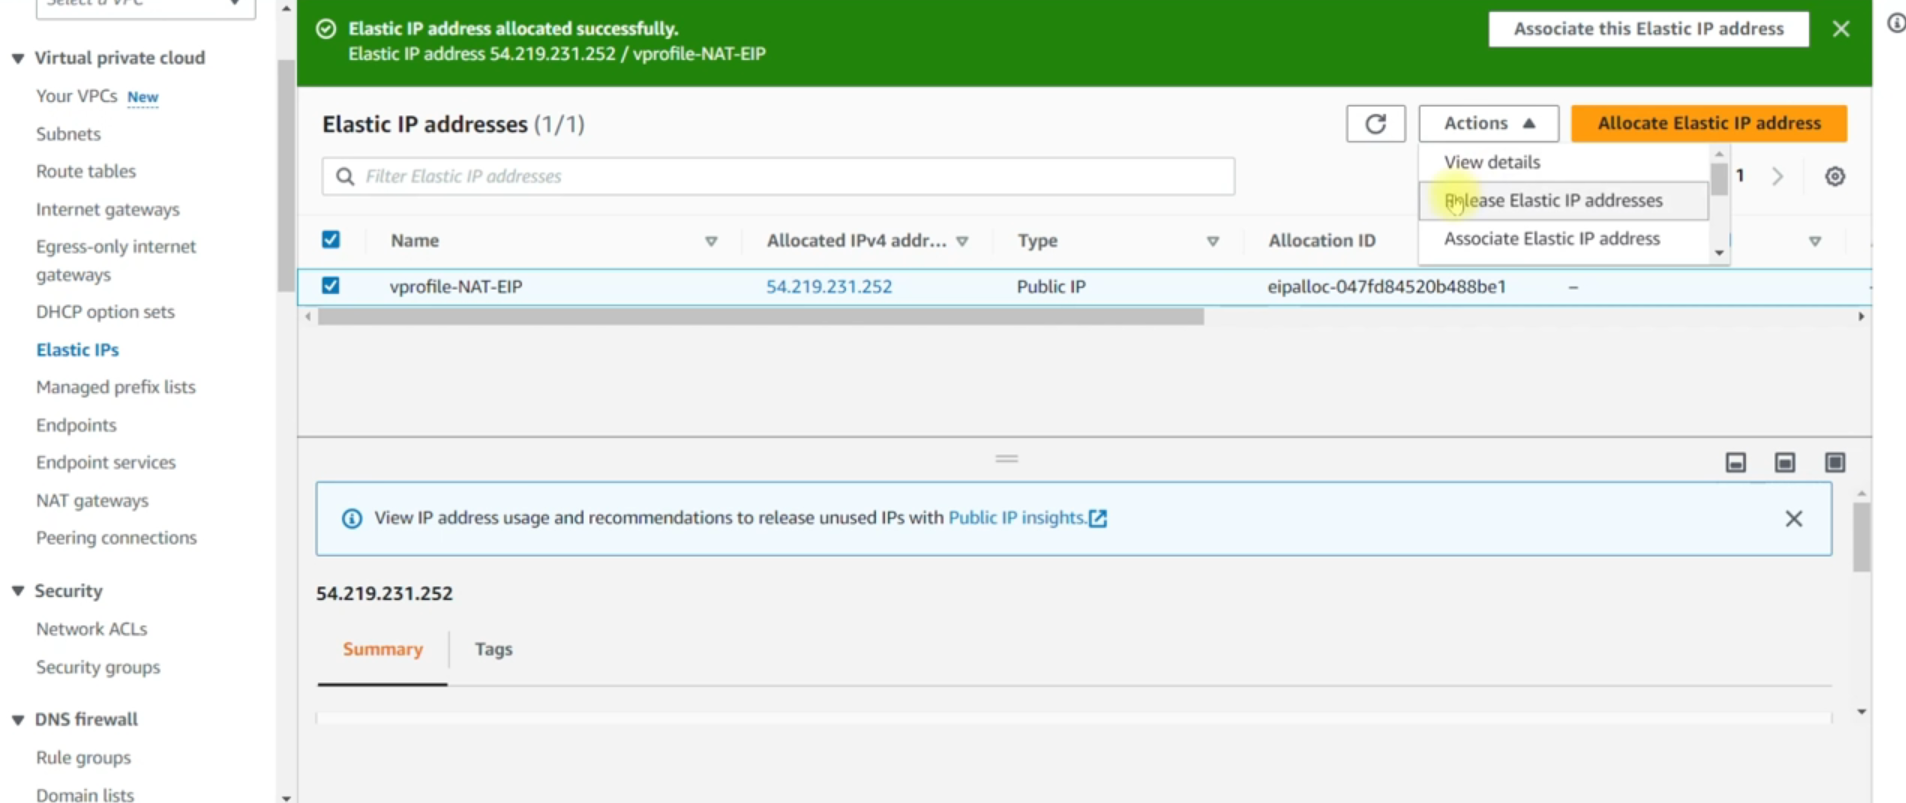 Select a VPC
Virtual private cloud
Your VPCs New
Subnets
Route tables
Internet gateways
Egress-only internet
gateways
DHCP option sets
Elastic IPs
Managed prefix lists
Endpoints
Endpoint services
NAT gateways
Peering connections
Security
Network ACLs
Security groups
DNS firewall
Rule groups
Domain lists
Elastic IP address allocated successfully.
Elastic IP address 54.219.231.252 / vprofile-NAT-EIP
Associate this Elastic IP address
Elastic IP addresses (1/1)
Actions
Allocate Elastic IP address
Filter Elastic IP addresses
1
View details
Release Elastic IP addresses
Associate Elastic IP address
Name Allocated IPv4 addr... Type Allocation ID
vprofile-NAT-EIP 54.219.231.252 Public IP eipalloc-047fd84520b488be1 –
View IP address usage and recommendations to release unused IPs with Public IP insights.
54.219.231.252
Summary Tags